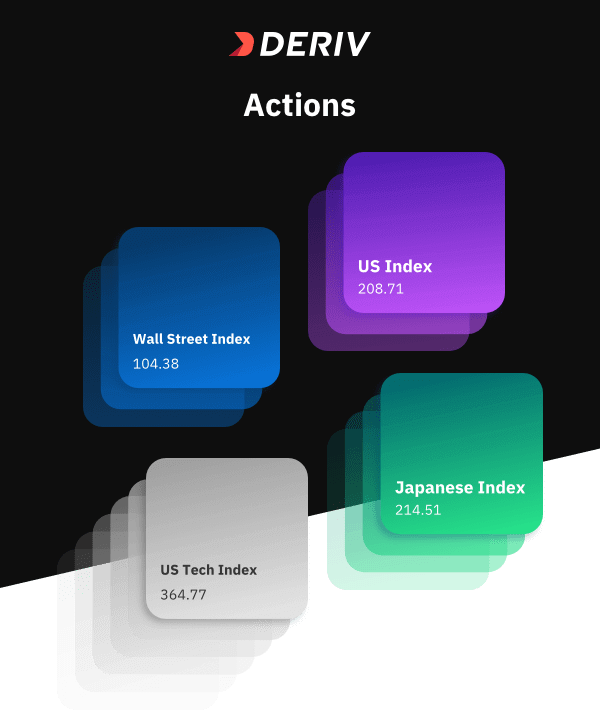 DERIV
Actions
US Index
208.71
Wall Street Index
104.38
Japanese Index
214.51
US Tech Index
364.77